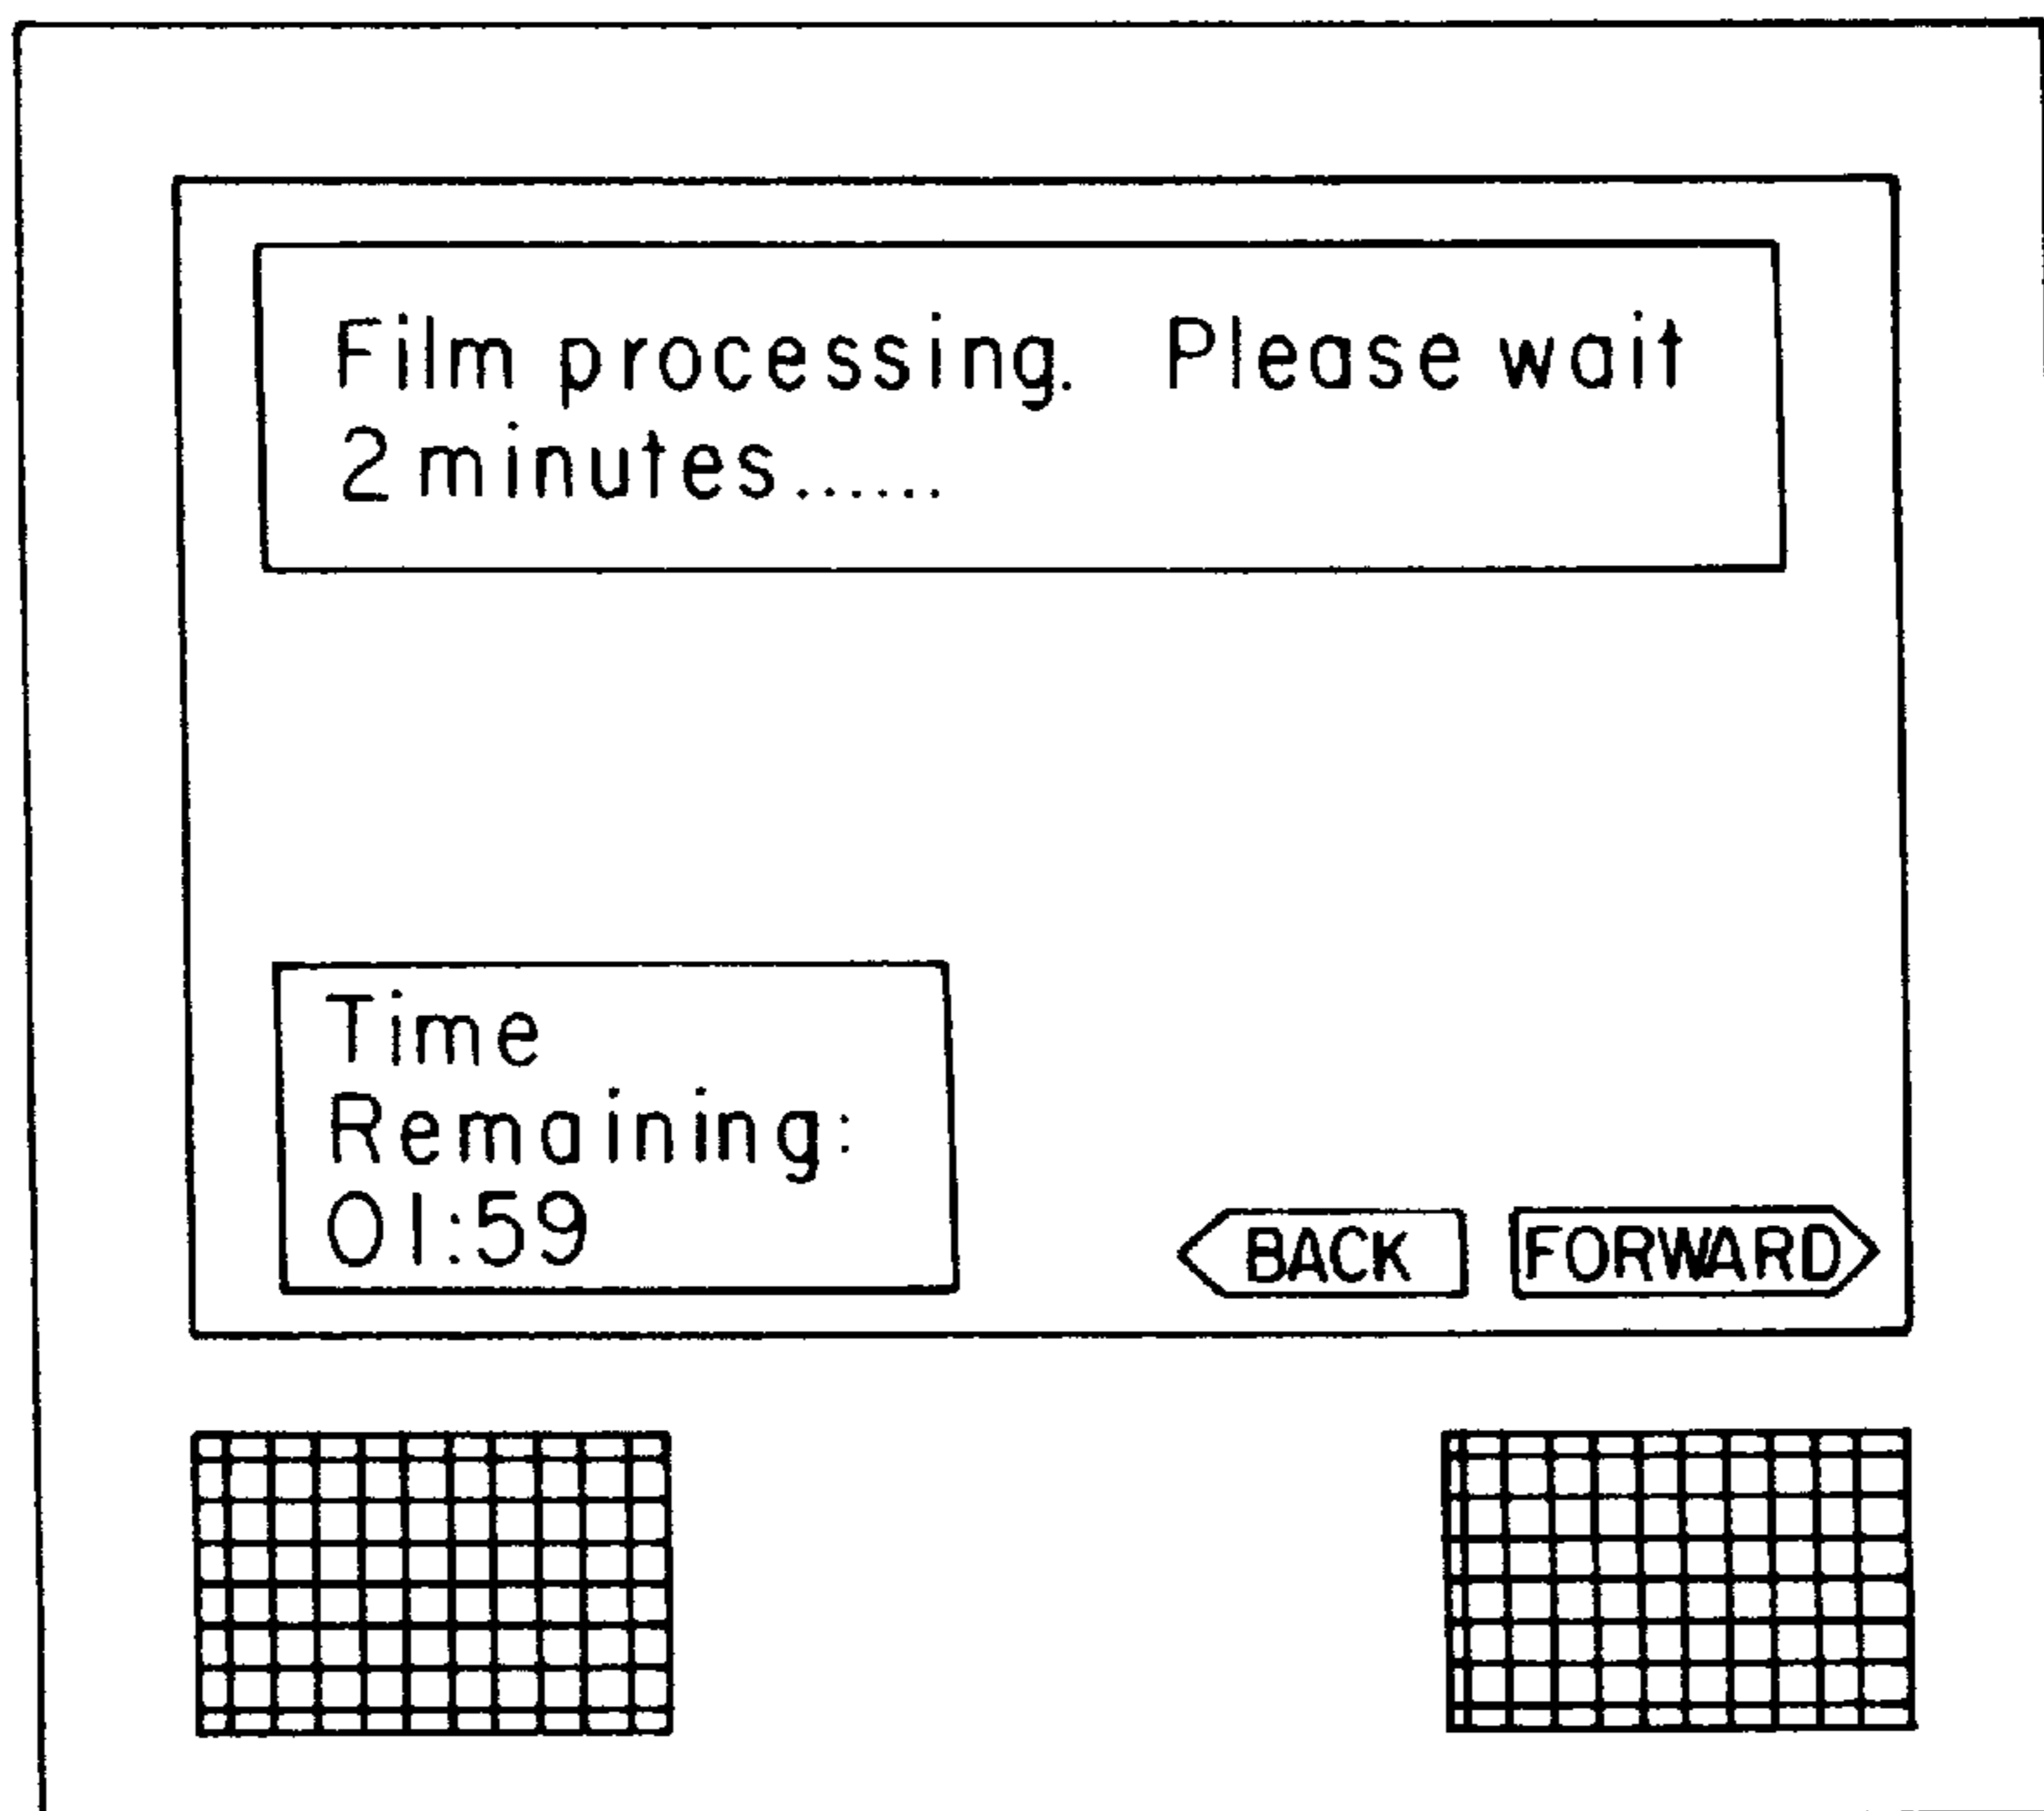 Film processing. Please wait
2 minutes......
Time
Remaining:
01:59
BACK
FORWARD